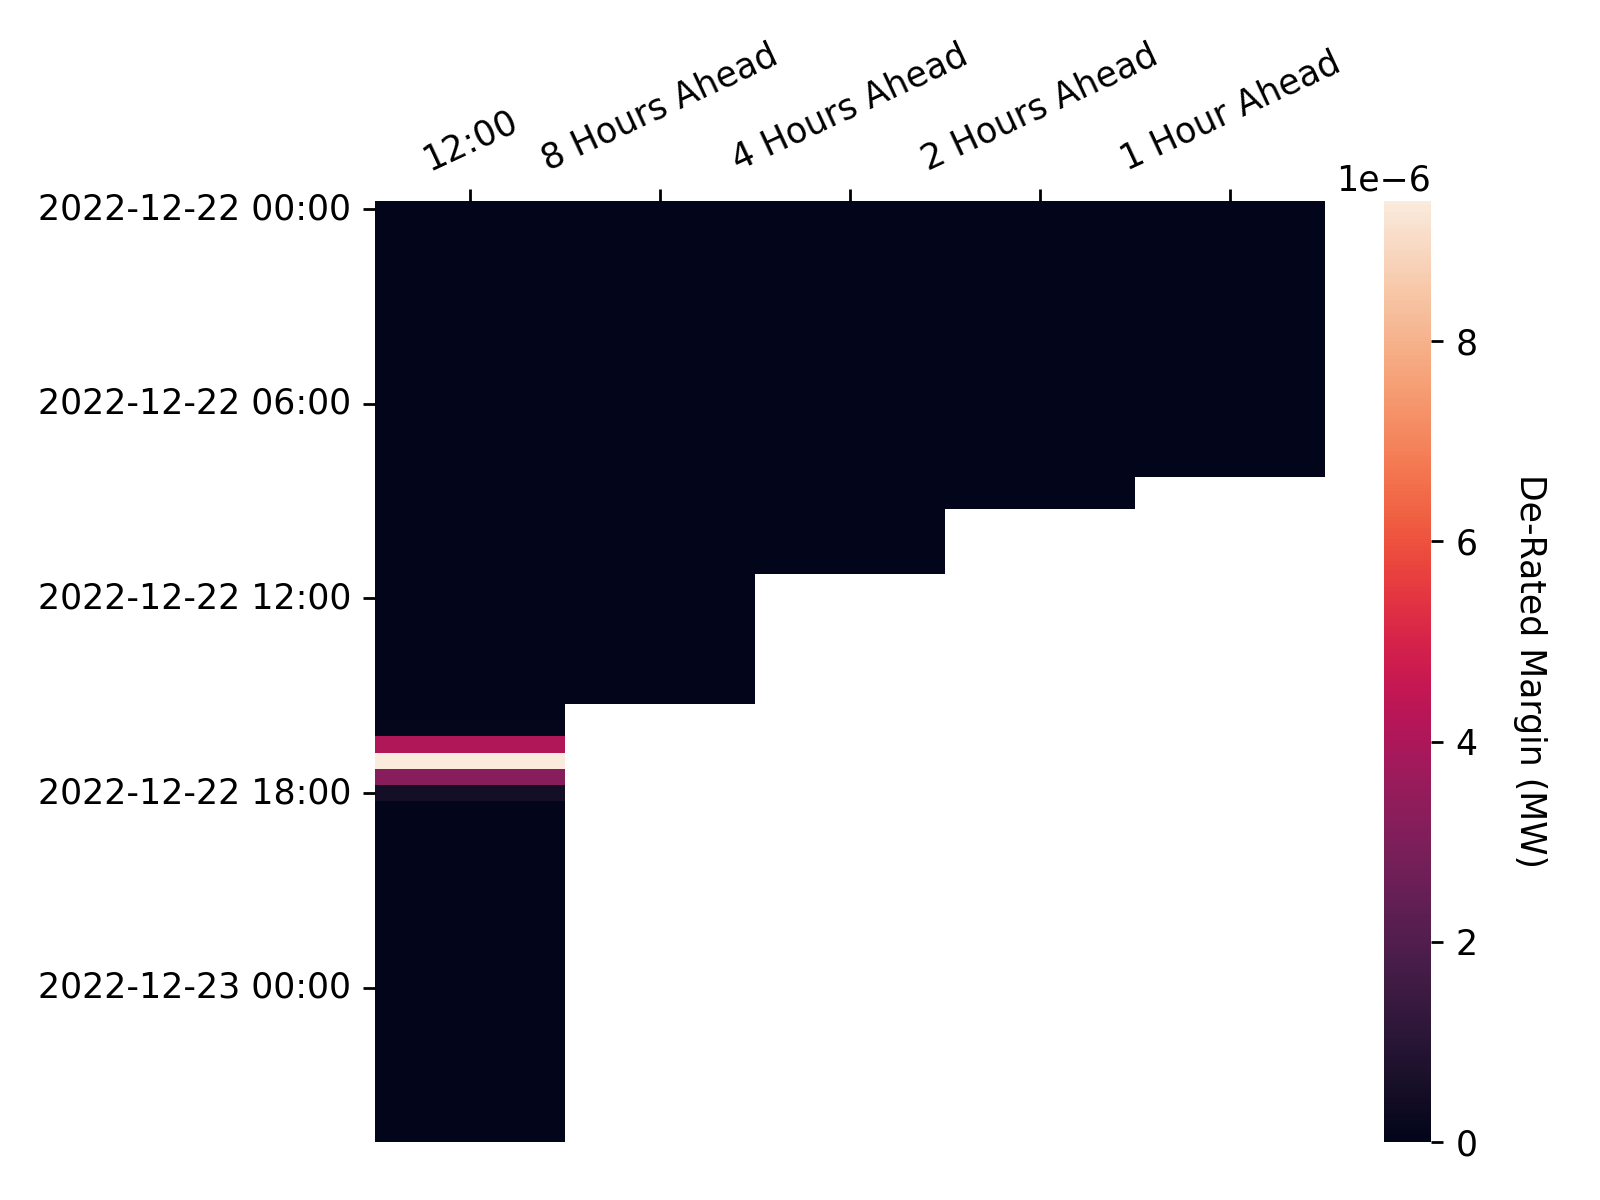 12:00
8 Hours Ahead
4 Hours Ahead
2 Hours Ahead
1 Hour Ahead
1e−6
2022-12-22 00:00
2022-12-22 06:00
2022-12-22 12:00
2022-12-22 18:00
2022-12-23 00:00
8
6
4
2
0
De-Rated Margin (MW)